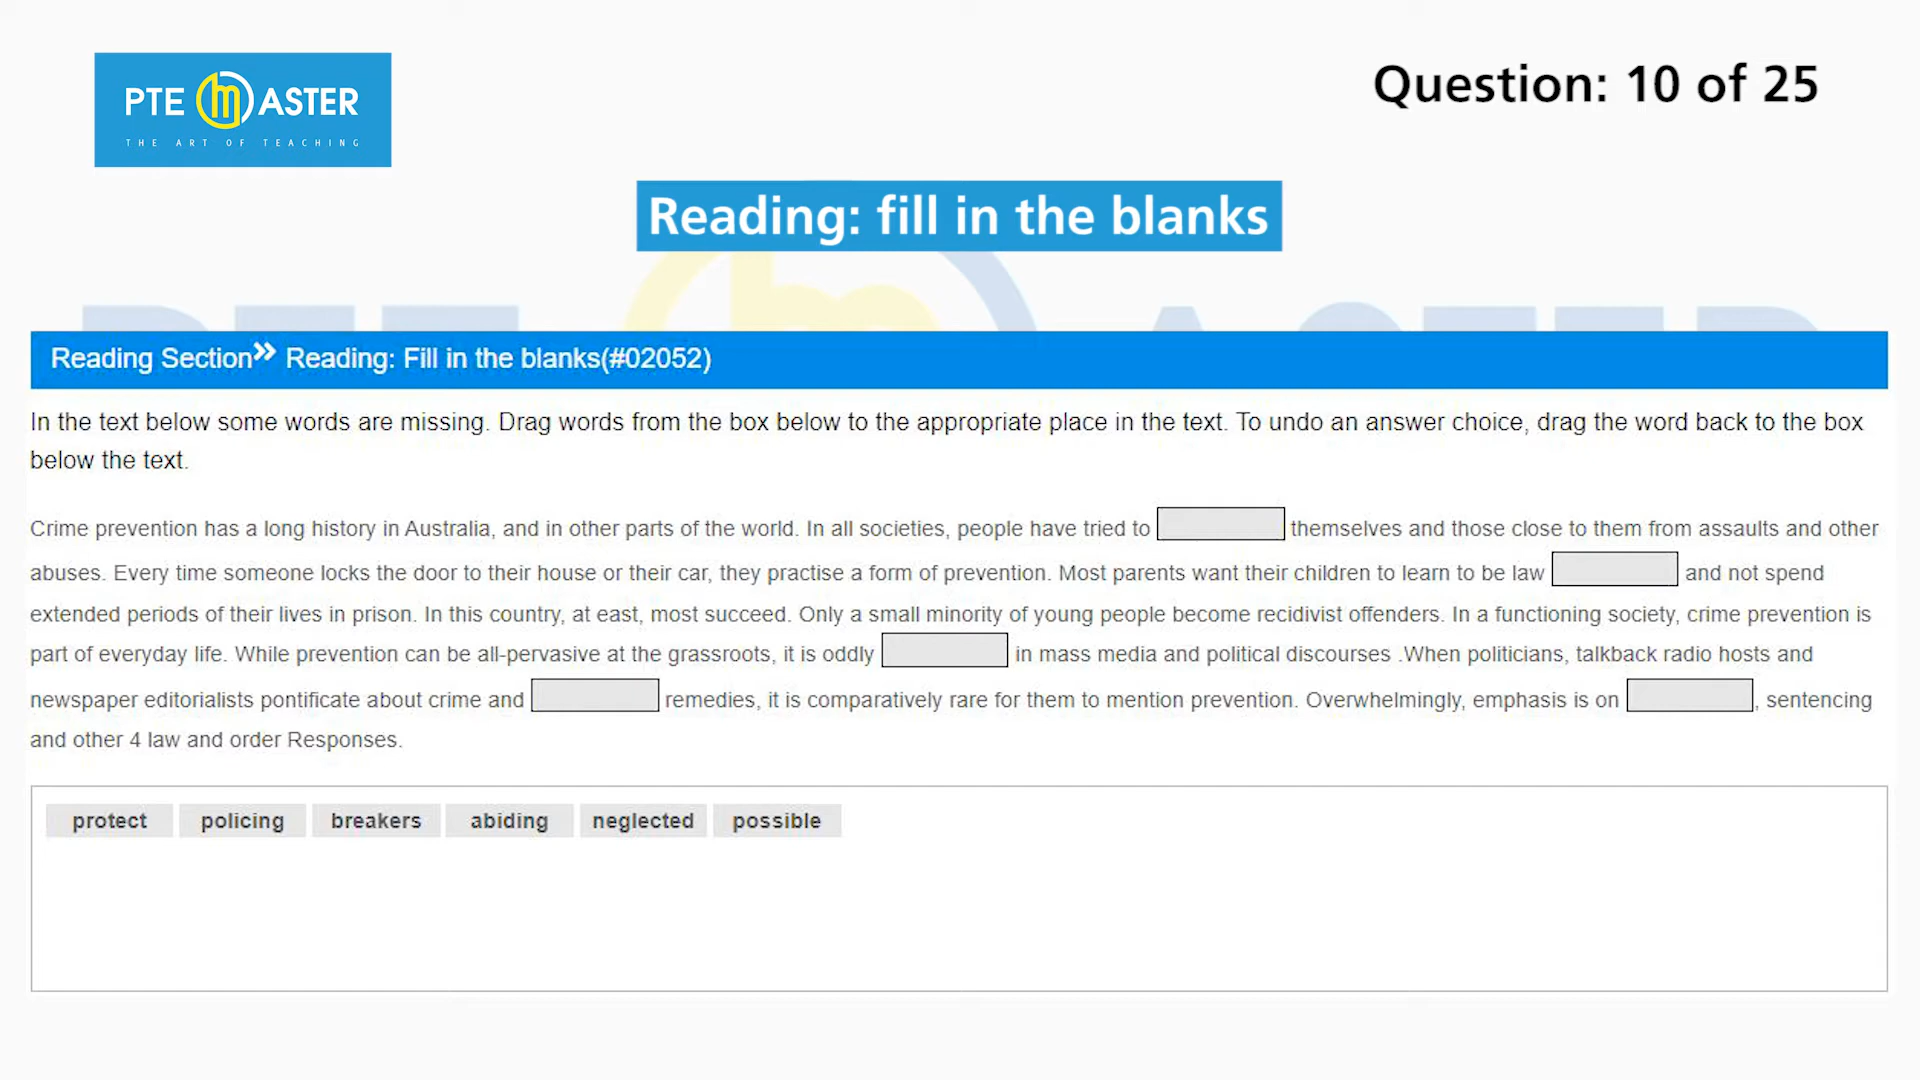 PTE MASTER
THE ART OF TEACHING
Question: 10 of 25
Reading: fill in the blanks
Reading Section» Reading: Fill in the blanks(#02052)
In the text below some words are missing. Drag words from the box below to the appropriate place in the text. To undo an answer choice, drag the word back to the box
below the text.
Crime prevention has a long history in Australia, and in other parts of the world. In all societies, people have tried to themselves and those close to them from assaults and other
abuses. Every time someone locks the door to their house or their car, they practise a form of prevention. Most parents want their children to learn to be law and not spend
extended periods of their lives in prison. In this country, at east, most succeed. Only a small minority of young people become recidivist offenders. In a functioning society, crime prevention is
part of everyday life. While prevention can be all-pervasive at the grassroots, it is oddly in mass media and political discourses .When politicians, talkback radio hosts and
newspaper editorialists pontificate about crime and remedies, it is comparatively rare for them to mention prevention. Overwhelmingly, emphasis is on , sentencing
and other 4 law and order Responses.
protect policing breakers abiding neglected possible